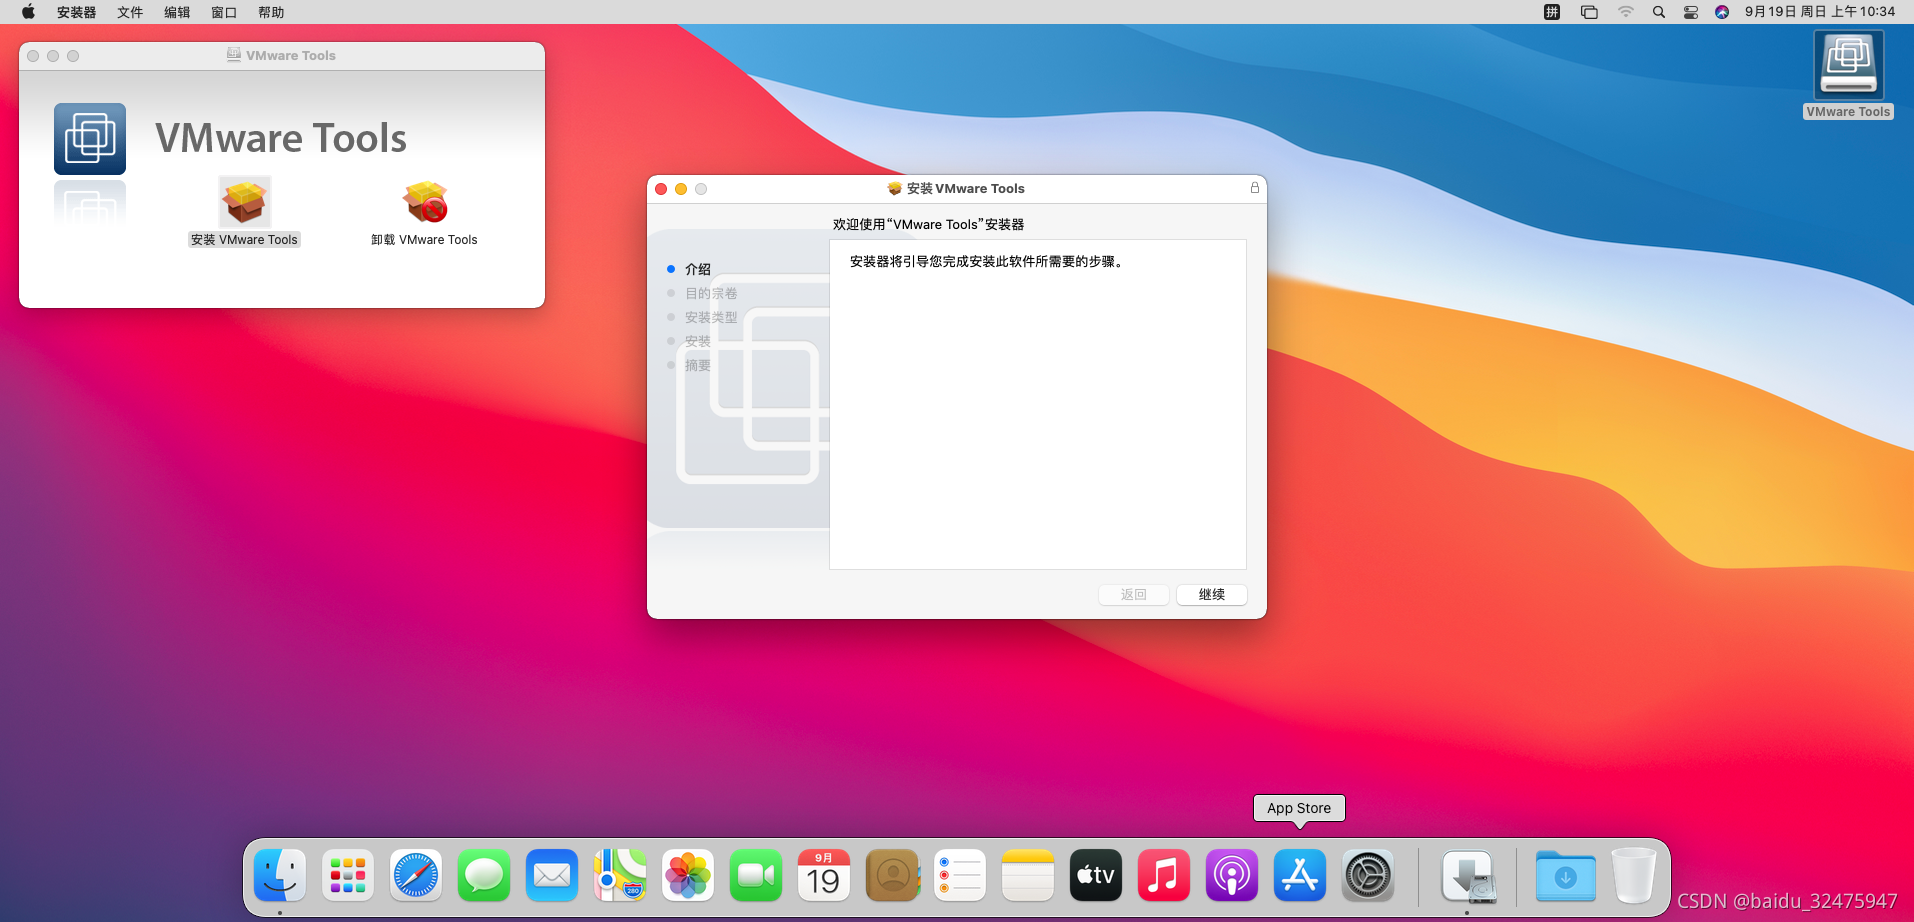 安装器 文件 编辑 窗口 帮助
拼 9月19日 周日 上午10:34
VMware Tools
VMware Tools
安装 VMware Tools
卸载 VMware Tools
VMware Tools
安装 VMware Tools
欢迎使用“VMware Tools”安装器
介绍
目的宗卷
安装类型
安装
摘要
安装器将引导您完成安装此软件所需要的步骤。
返回 继续
App Store
280
9月
19
tv
CSDN @baidu_32475947